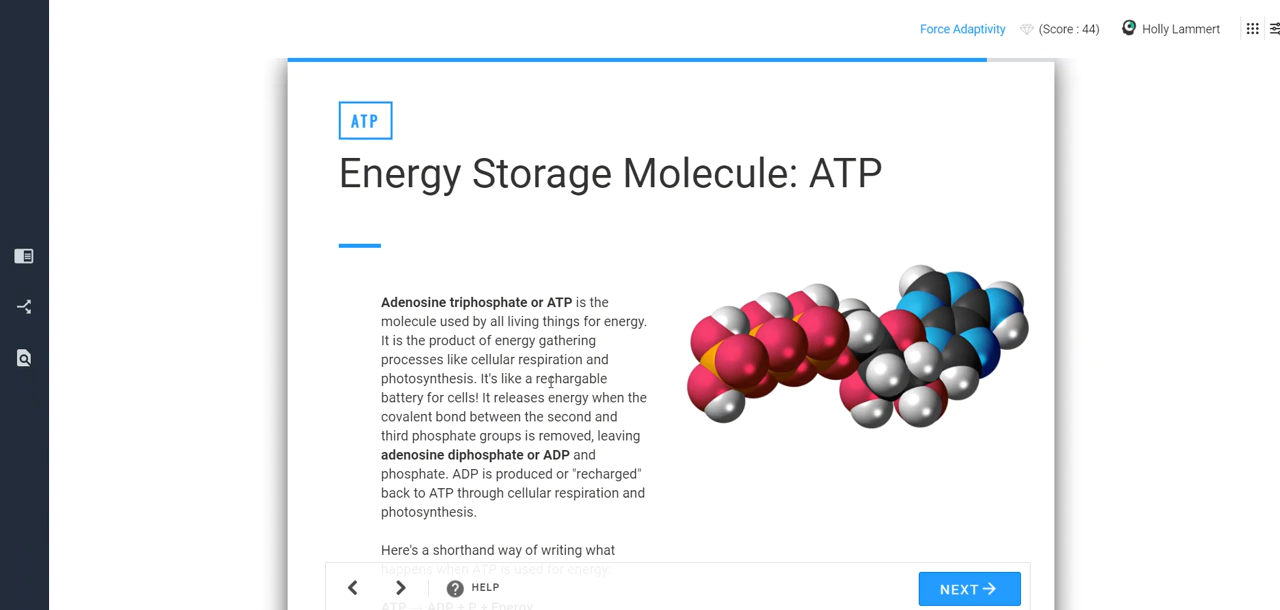 Force Adaptivity (Score : 44) Holly Lammert
ATP
Energy Storage Molecule: ATP
Adenosine triphosphate or ATP is the
molecule used by all living things for energy.
It is the product of energy gathering
processes like cellular respiration and
photosynthesis. It's like a rechargable
battery for cells! It releases energy when the
covalent bond between the second and
third phosphate groups is removed, leaving
adenosine diphosphate or ADP and
phosphate. ADP is produced or "recharged"
back to ATP through cellular respiration and
photosynthesis.
Here's a shorthand way of writing what
happens when ATP is used for energy:
HELP
NEXT
ATP ADP + P + Energy